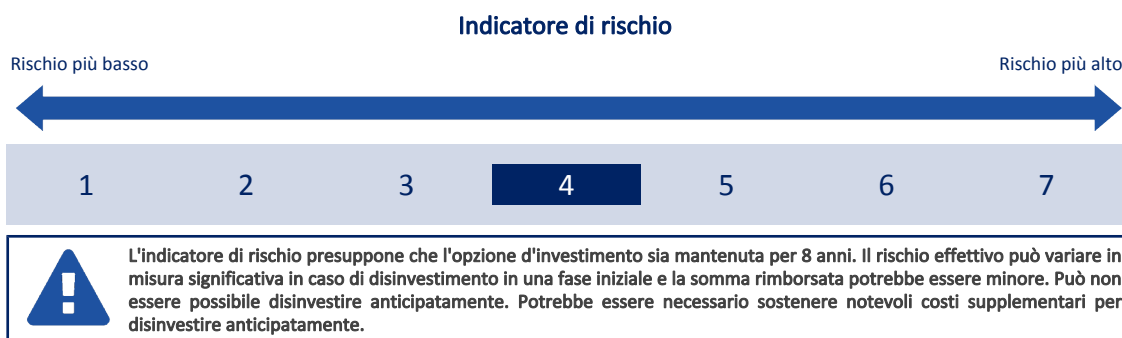 Indicatore di rischio
Rischio più basso
Rischio più alto
1 2 3 4 5 6 7
L'indicatore di rischio presuppone che l'opzione d'investimento sia mantenuta per 8 anni. Il rischio effettivo può variare in
misura significativa in caso di disinvestimento in una fase iniziale e la somma rimborsata potrebbe essere minore. Può non
essere possibile disinvestire anticipatamente. Potrebbe essere necessario sostenere notevoli costi supplementari per
disinvestire anticipatamente.